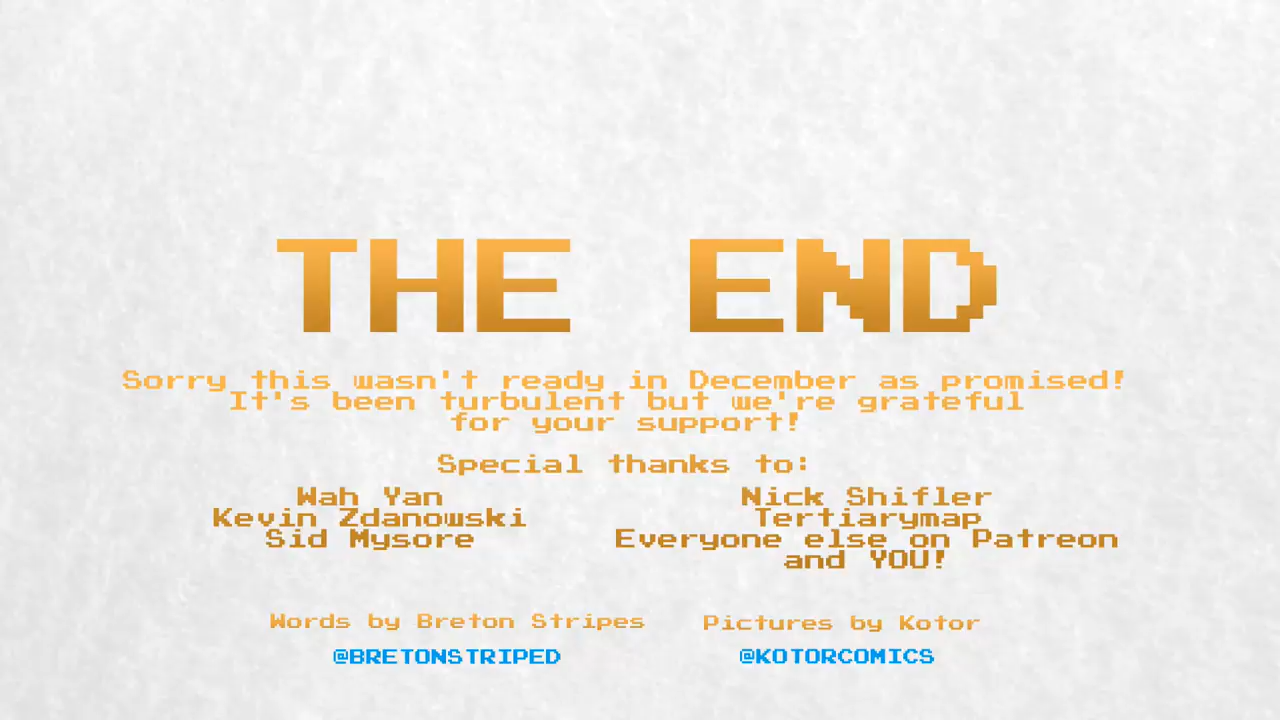 THE END
Sorry this wasn't ready in December as promised!
It's been turbulent but we're grateful
for your support!
Special thanks to:
Wah Yan
Kevin Zdanowski
Sid Mysore
Nick Shifler
Tertiarymap
Everyone else on Patreon
and YOU!
Words by Breton Stripes
@BRETONSTRIPED
Pictures by Kotor
@KOTORCOMICS